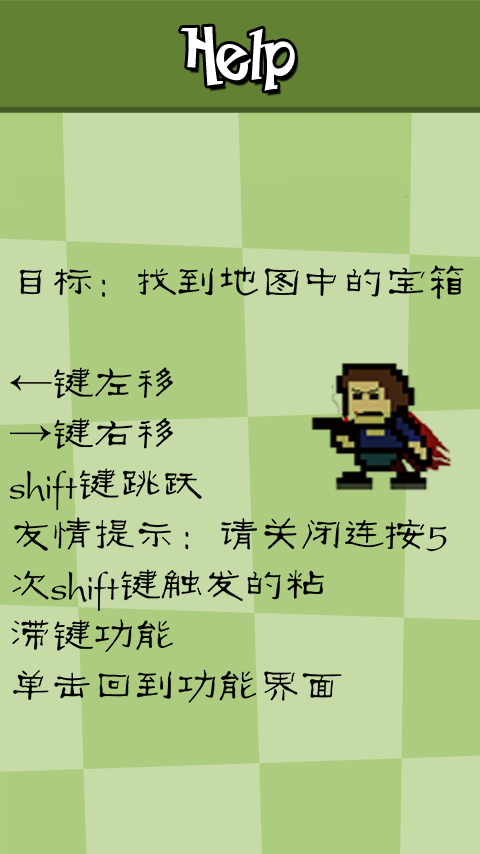 Help
目标：找到地图中的宝箱
←键左移
→键右移
shift键跳跃
友情提示：请关闭连按5
次shift键触发的粘
滞键功能
单击回到功能界面